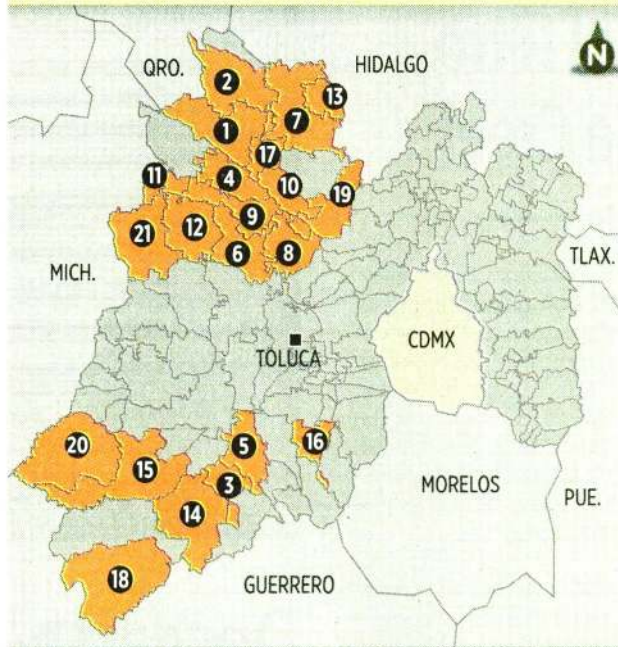 N
QRO.
HIDALGO
2
13
7
1
17
11
4
10
19
9
21
12
6
8
MICH.
TLAX.
TOLUCA
CDMX
20
5
16
15
3
MORELOS
14
PUE.
18
GUERRERO